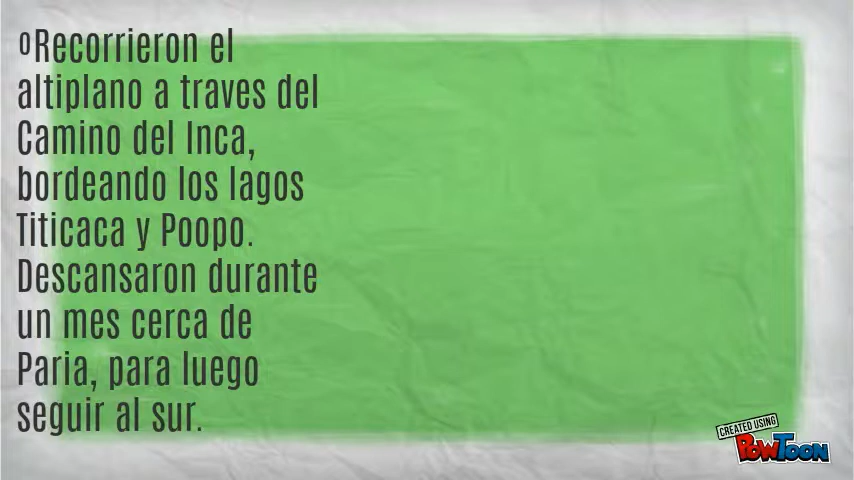 oRecorrieron el
altiplano a traves del
Camino del Inca,
bordeando los lagos
Titicaca y Poopo.
Descansaron durante
un mes cerca de
Paria, para luego
seguir al sur.
CREATED USING
POWTOON